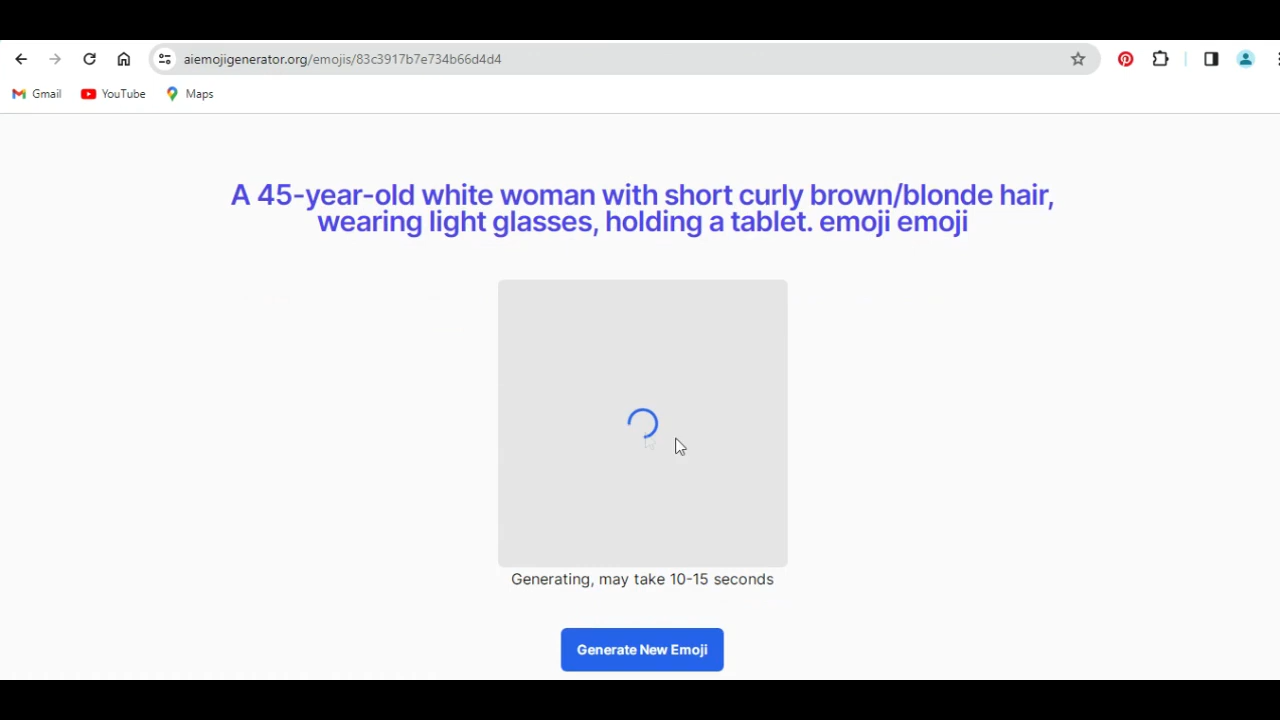 aiemojigenerator.org/emojis/83c3917b7e734b66d4d4
Gmail YouTube Maps
A 45-year-old white woman with short curly brown/blonde hair,
wearing light glasses, holding a tablet. emoji emoji
Generating, may take 10-15 seconds
Generate New Emoji